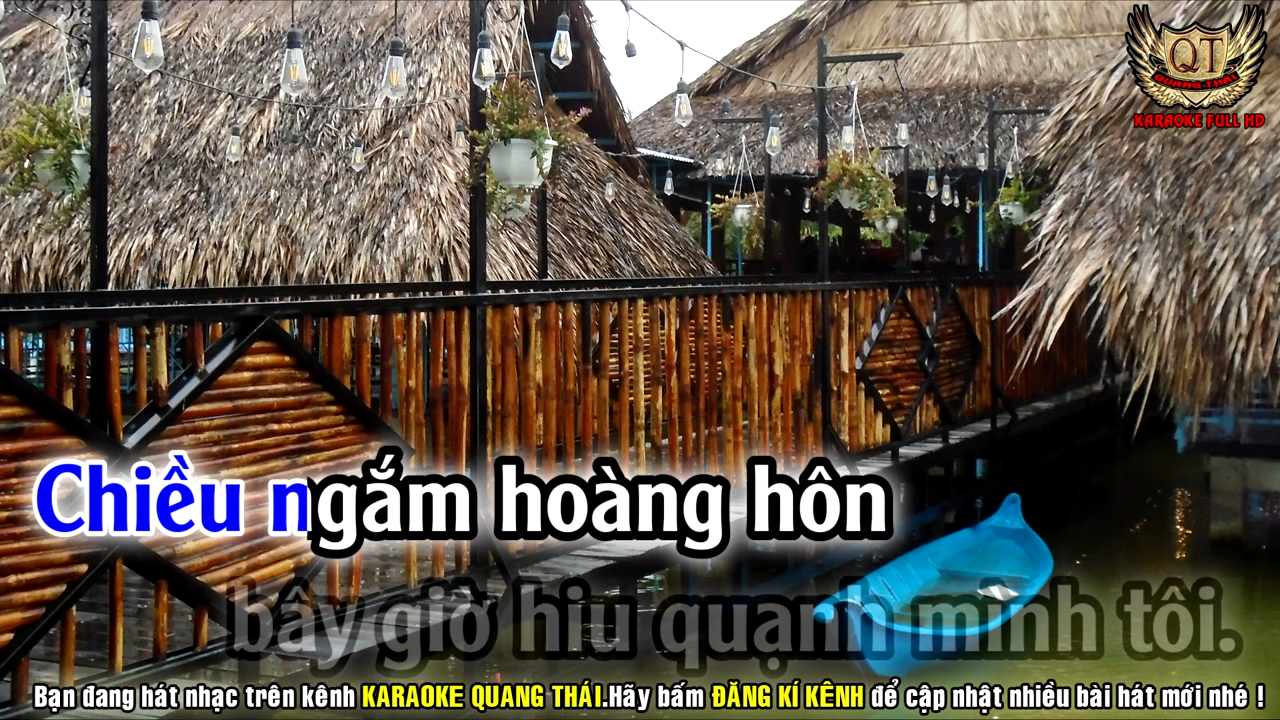 QT
QUANG THÁI
KARAOKE FULL HD
Chiều ngắm hoàng hôn
bây giờ hiu quạnh mình tôi.
Bạn đang hát nhạc trên kênh KARAOKE QUANG THÁI.Hãy bấm ĐĂNG KÍ KÊNH để cập nhật nhiều bài hát mới nhé !